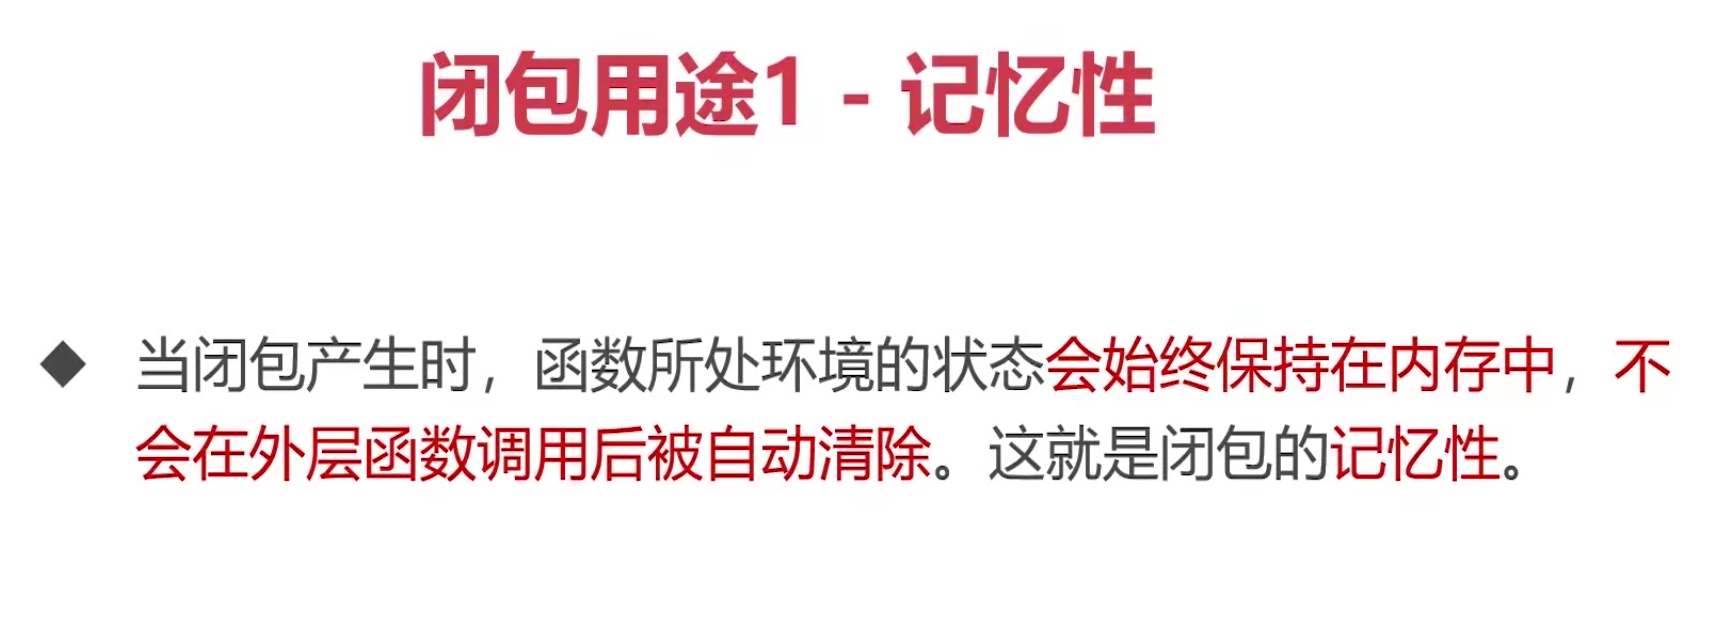 闭包用途1 - 记忆性
◆ 当闭包产生时，函数所处环境的状态会始终保持在内存中，不
会在外层函数调用后被自动清除。这就是闭包的记忆性。